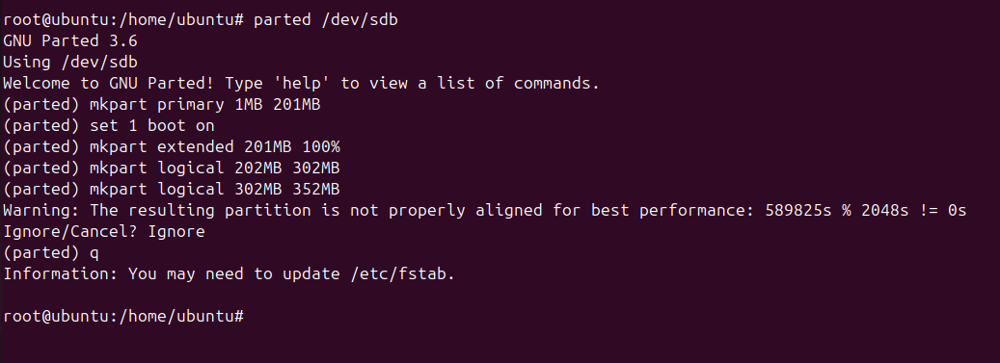 root@ubuntu:/home/ubuntu# parted /dev/sdb
GNU Parted 3.6
Using /dev/sdb
Welcome to GNU Parted! Type 'help' to view a list of commands.
(parted) mkpart primary 1MB 201MB
(parted) set 1 boot on
(parted) mkpart extended 201MB 100%
(parted) mkpart logical 202MB 302MB
(parted) mkpart logical 302MB 352MB
Warning: The resulting partition is not properly aligned for best performance: 589825s % 2048s != 0s
Ignore/Cancel? Ignore
(parted) q
Information: You may need to update /etc/fstab.
root@ubuntu:/home/ubuntu#